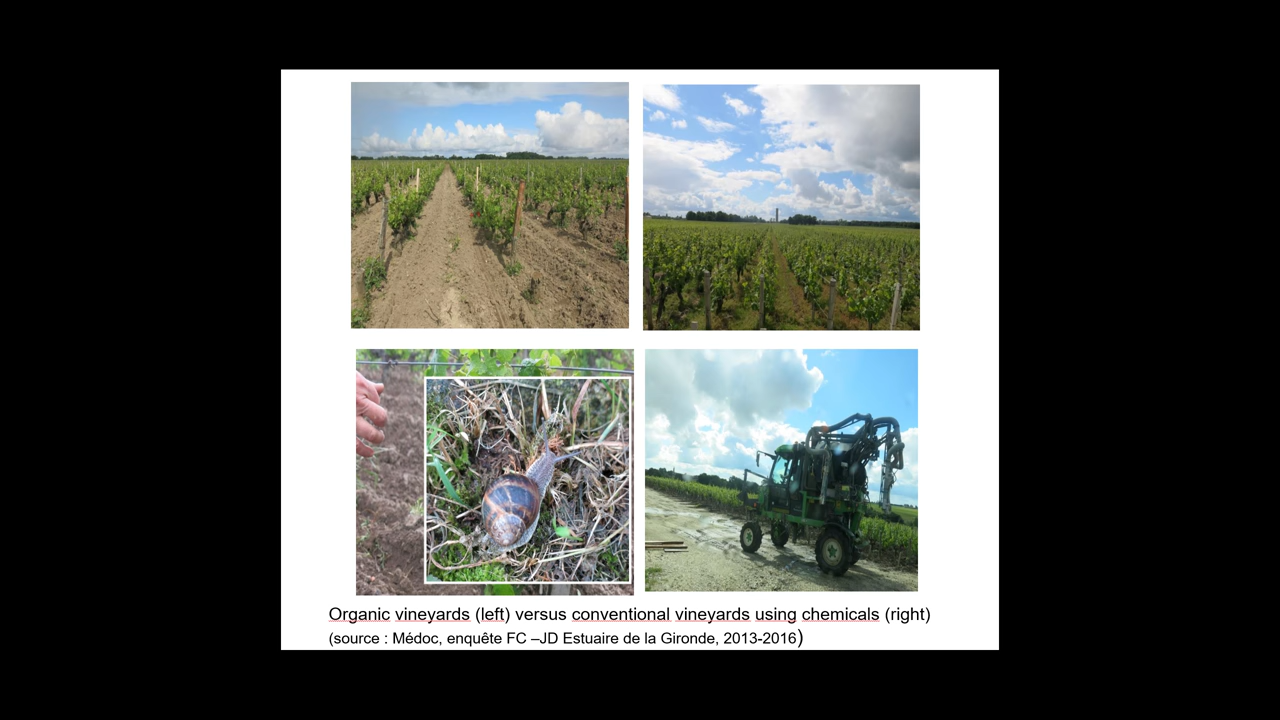 Organic vineyards (left) versus conventional vineyards using chemicals (right)
(source : Médoc, enquête FC –JD Estuaire de la Gironde, 2013-2016)